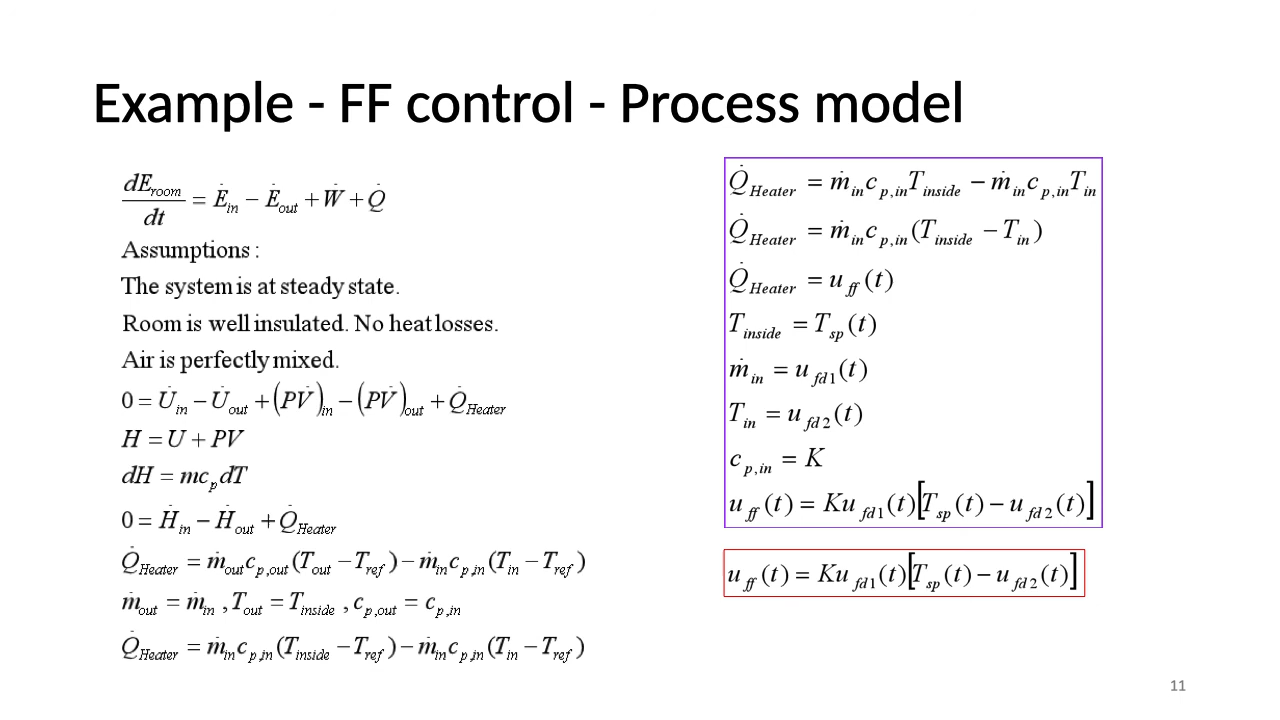 Example - FF control - Process model
dE_room/dt = Ė_in − Ė_out + Ẇ + Q̇
Assumptions :
The system is at steady state.
Room is well insulated. No heat losses.
Air is perfectly mixed.
0 = U̇_in − U̇_out + (PV̇)_in − (PV̇)_out + Q̇_Heater
H = U + PV
dH = mc_p dT
0 = Ḣ_in − Ḣ_out + Q̇_Heater
Q̇_Heater = ṁ_out c_p,out (T_out − T_ref) − ṁ_in c_p,in (T_in − T_ref)
ṁ_out = ṁ_in , T_out = T_inside , c_p,out = c_p,in
Q̇_Heater = ṁ_in c_p,in (T_inside − T_ref) − ṁ_in c_p,in (T_in − T_ref)
Q̇_Heater = ṁ_in c_p,in T_inside − ṁ_in c_p,in T_in
Q̇_Heater = ṁ_in c_p,in (T_inside − T_in)
Q̇_Heater = u_ff (t)
T_inside = T_sp (t)
ṁ_in = u_fd1 (t)
T_in = u_fd2 (t)
c_p,in = K
u_ff (t) = Ku_fd1 (t)[T_sp (t) − u_fd2 (t)]
u_ff (t) = Ku_fd1 (t)[T_sp (t) − u_fd2 (t)]
11